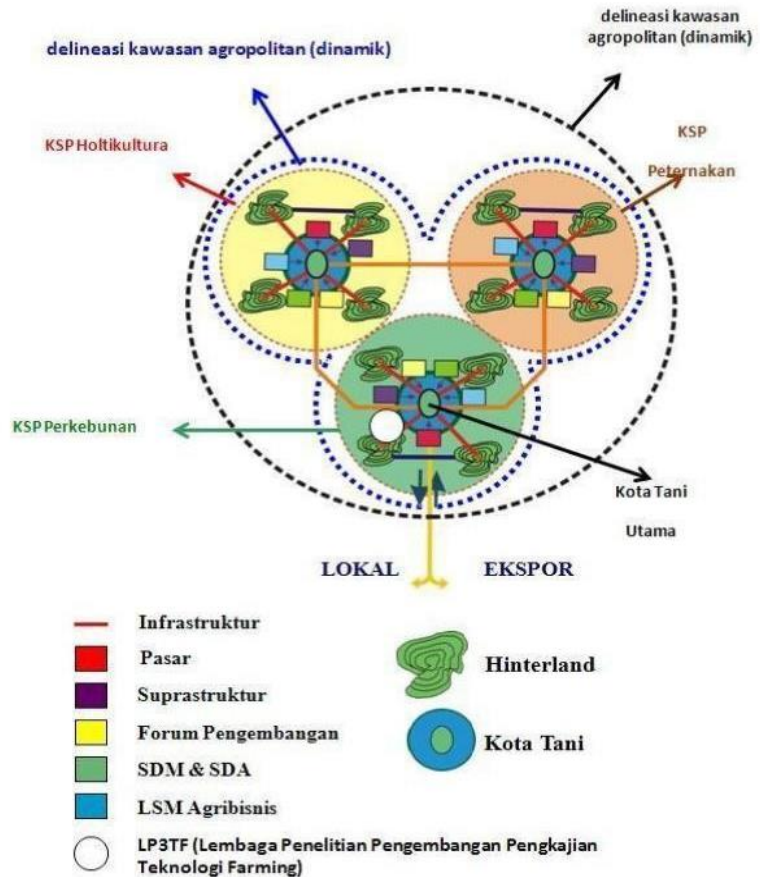 delineasi kawasan
agropolitan (dinamik)
delineasi kawasan agropolitan (dinamik)
KSP Holtikultura
KSP
Peternakan
KSP Perkebunan
Kota Tani
Utama
LOKAL
EKSPOR
Infrastruktur
Pasar
Suprastruktur
Forum Pengembangan
SDM & SDA
LSM Agribisnis
LP3TF (Lembaga Penelitian Pengembangan Pengkajian
Teknologi Farming)
Hinterland
Kota Tani